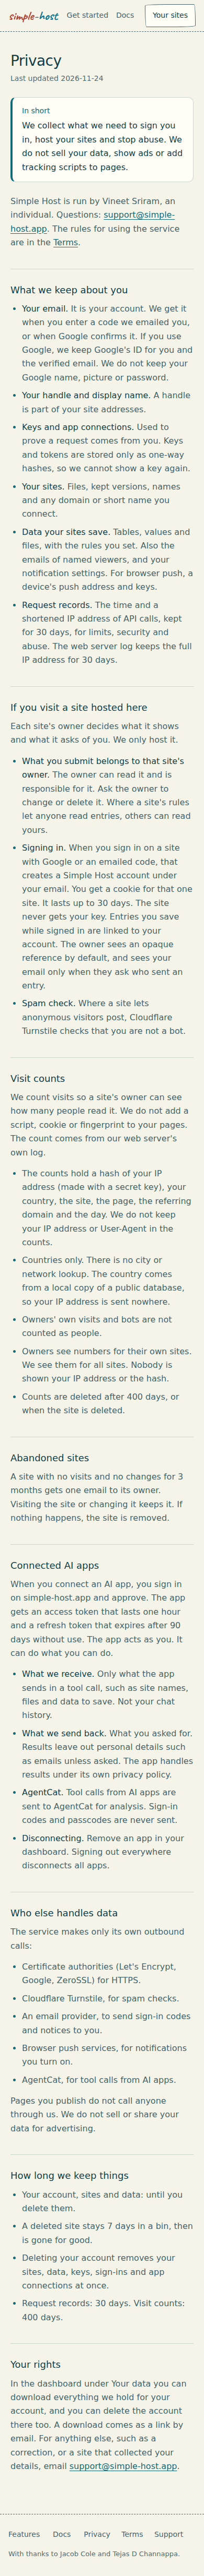 simple-host Get started Docs Your sites
Privacy
Last updated 2026-11-24
In short
We collect what we need to sign you
in, host your sites and stop abuse. We
do not sell your data, show ads or add
tracking scripts to pages.
Simple Host is run by Vineet Sriram, an
individual. Questions: support@simple-
host.app. The rules for using the service
are in the Terms.
What we keep about you
• Your email. It is your account. We get it
when you enter a code we emailed you,
or when Google confirms it. If you use
Google, we keep Google's ID for you and
the verified email. We do not keep your
Google name, picture or password.
• Your handle and display name. A handle
is part of your site addresses.
• Keys and app connections. Used to
prove a request comes from you. Keys
and tokens are stored only as one-way
hashes, so we cannot show a key again.
• Your sites. Files, kept versions, names
and any domain or short name you
connect.
• Data your sites save. Tables, values and
files, with the rules you set. Also the
emails of named viewers, and your
notification settings. For browser push, a
device's push address and keys.
• Request records. The time and a
shortened IP address of API calls, kept
for 30 days, for limits, security and
abuse. The web server log keeps the full
IP address for 30 days.
If you visit a site hosted here
Each site's owner decides what it shows
and what it asks of you. We only host it.
• What you submit belongs to that site's
owner. The owner can read it and is
responsible for it. Ask the owner to
change or delete it. Where a site's rules
let anyone read entries, others can read
yours.
• Signing in. When you sign in on a site
with Google or an emailed code, that
creates a Simple Host account under
your email. You get a cookie for that one
site. It lasts up to 30 days. The site
never gets your key. Entries you save
while signed in are linked to your
account. The owner sees an opaque
reference by default, and sees your
email only when they ask who sent an
entry.
• Spam check. Where a site lets
anonymous visitors post, Cloudflare
Turnstile checks that you are not a bot.
Visit counts
We count visits so a site's owner can see
how many people read it. We do not add a
script, cookie or fingerprint to your pages.
The count comes from our web server's
own log.
• The counts hold a hash of your IP
address (made with a secret key), your
country, the site, the page, the referring
domain and the day. We do not keep
your IP address or User-Agent in the
counts.
• Countries only. There is no city or
network lookup. The country comes
from a local copy of a public database,
so your IP address is sent nowhere.
• Owners' own visits and bots are not
counted as people.
• Owners see numbers for their own sites.
We see them for all sites. Nobody is
shown your IP address or the hash.
• Counts are deleted after 400 days, or
when the site is deleted.
Abandoned sites
A site with no visits and no changes for 3
months gets one email to its owner.
Visiting the site or changing it keeps it. If
nothing happens, the site is removed.
Connected AI apps
When you connect an AI app, you sign in
on simple-host.app and approve. The app
gets an access token that lasts one hour
and a refresh token that expires after 90
days without use. The app acts as you. It
can do what you can do.
• What we receive. Only what the app
sends in a tool call, such as site names,
files and data to save. Not your chat
history.
• What we send back. What you asked for.
Results leave out personal details such
as emails unless asked. The app handles
results under its own privacy policy.
• AgentCat. Tool calls from AI apps are
sent to AgentCat for analysis. Sign-in
codes and passcodes are never sent.
• Disconnecting. Remove an app in your
dashboard. Signing out everywhere
disconnects all apps.
Who else handles data
The service makes only its own outbound
calls:
• Certificate authorities (Let's Encrypt,
Google, ZeroSSL) for HTTPS.
• Cloudflare Turnstile, for spam checks.
• An email provider, to send sign-in codes
and notices to you.
• Browser push services, for notifications
you turn on.
• AgentCat, for tool calls from AI apps.
Pages you publish do not call anyone
through us. We do not sell or share your
data for advertising.
How long we keep things
• Your account, sites and data: until you
delete them.
• A deleted site stays 7 days in a bin, then
is gone for good.
• Deleting your account removes your
sites, data, keys, sign-ins and app
connections at once.
• Request records: 30 days. Visit counts:
400 days.
Your rights
In the dashboard under Your data you can
download everything we hold for your
account, and you can delete the account
there too. A download comes as a link by
email. For anything else, such as a
correction, or a site that collected your
details, email support@simple-host.app.
Features Docs Privacy Terms Support
With thanks to Jacob Cole and Tejas D Channappa.